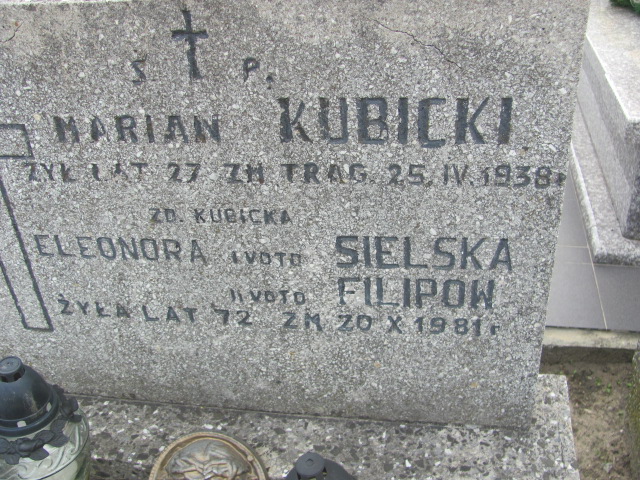 S P.
MARIAN KUBICKI
ŻYŁ LAT 27 ZM TRAG. 25.IV.1938 r
ZD. KUBICKA
ELEONORA I VOTO SIELSKA
II VOTO FILIPOW
ŻYŁA LAT 72 ZM 20 X 1981 r